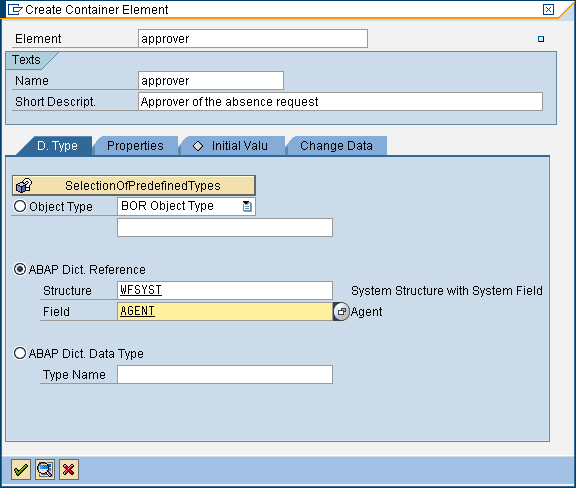 Create Container Element
Element approver
Texts
Name approver
Short Descript. Approver of the absence request
D. Type Properties Initial Valu Change Data
SelectionOfPredefinedTypes
Object Type BOR Object Type
ABAP Dict. Reference
Structure WFSYST System Structure with System Field
Field AGENT Agent
ABAP Dict. Data Type
Type Name